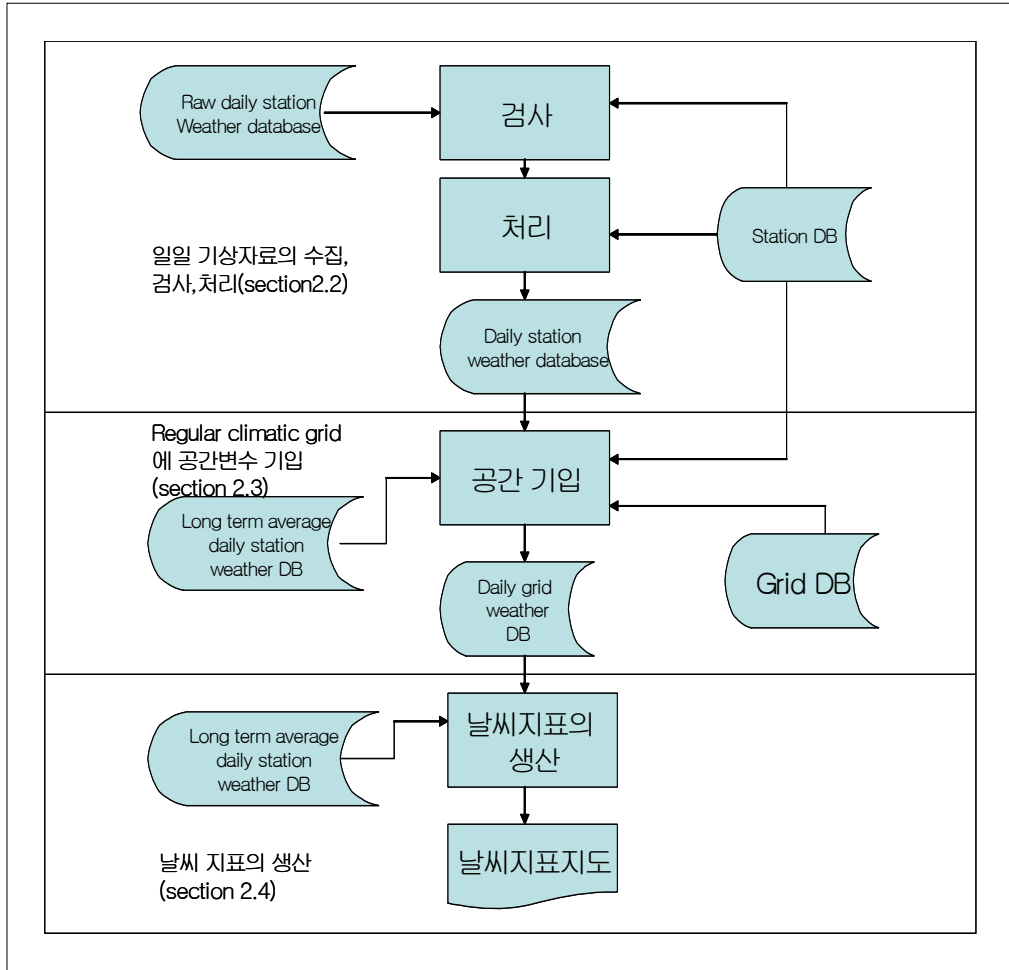 Raw daily station
Weather database
검사
처리
Station DB
일일 기상자료의 수집,
검사,처리(section2.2)
Daily station
weather database
Regular climatic grid
에 공간변수 기입
(section 2.3)
공간 기입
Long term average
daily station
weather DB
Grid DB
Daily grid
weather
DB
날씨지표의
생산
Long term average
daily station
weather DB
날씨 지표의 생산
(section 2.4)
날씨지표지도